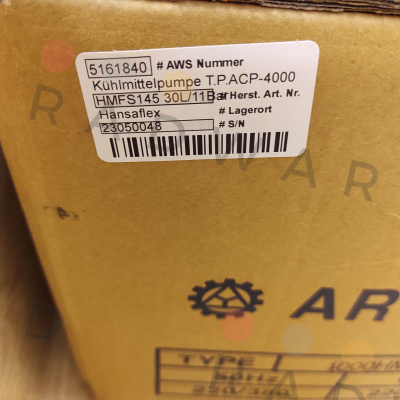 5161840 # AWS Nummer
Kühlmittelpumpe T.P.ACP-4000
HMFS145 30L/11Bar # Herst. Art. Nr.
Hansaflex # Lagerort
23050048 # S/N
AR
TYPE
50Hz